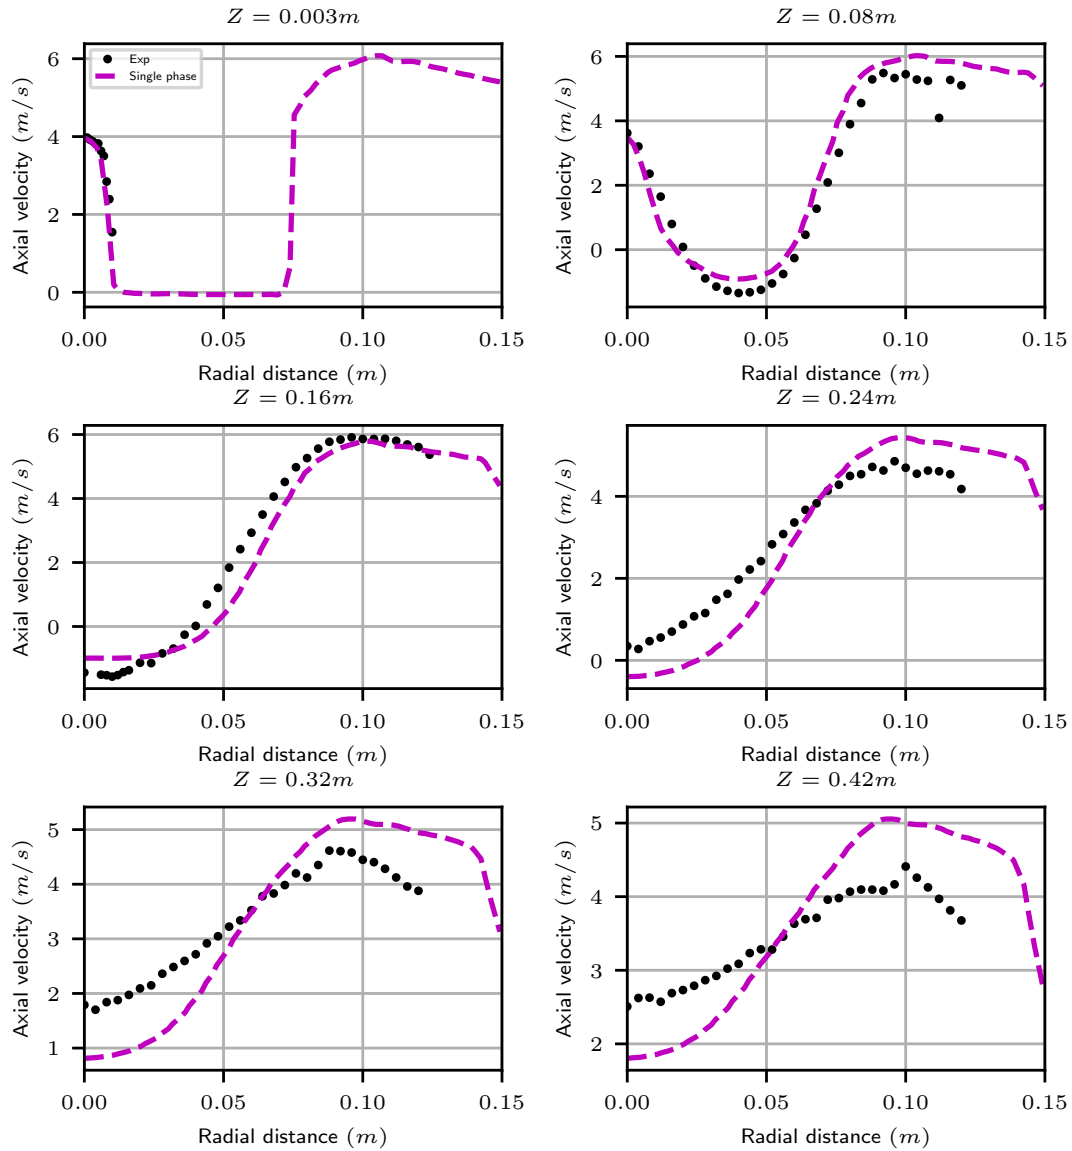 Z = 0.003m
Axial velocity (m/s)
6
4
2
0
Exp
Single phase
0.00 0.05 0.10 0.15
Radial distance (m)
Z = 0.08m
Axial velocity (m/s)
6
4
2
0
0.00 0.05 0.10 0.15
Radial distance (m)
Z = 0.16m
Axial velocity (m/s)
6
4
2
0
0.00 0.05 0.10 0.15
Radial distance (m)
Z = 0.24m
Axial velocity (m/s)
4
2
0
0.00 0.05 0.10 0.15
Radial distance (m)
Z = 0.32m
Axial velocity (m/s)
5
4
3
2
1
0.00 0.05 0.10 0.15
Radial distance (m)
Z = 0.42m
Axial velocity (m/s)
5
4
3
2
0.00 0.05 0.10 0.15
Radial distance (m)